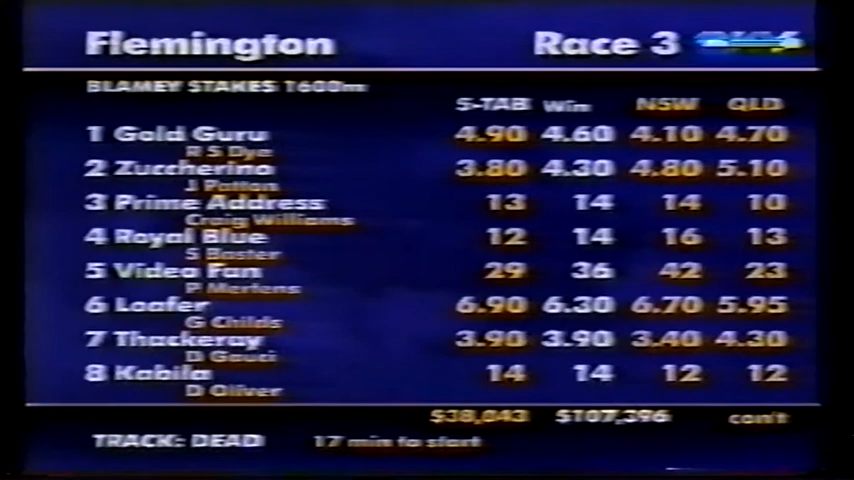 Flemington Race 3
BLAMEY STAKES 1600m
S-TAB Win NSW QLD
1 Gold Guru 4.90 4.60 4.10 4.70
R S Dye
2 Zuccherino 3.80 4.30 4.80 5.10
J Patton
3 Prime Address 13 14 14 10
Craig Williams
4 Royal Blue 12 14 16 13
S Baster
5 Video Fan 29 36 42 23
P Mertens
6 Loafer 6.90 6.30 6.70 5.95
G Childs
7 Thackeray 3.90 3.90 3.40 4.30
D Gauci
8 Kabila 14 14 12 12
D Oliver
$38,043 $107,396 con't
TRACK: DEAD 17 min to start